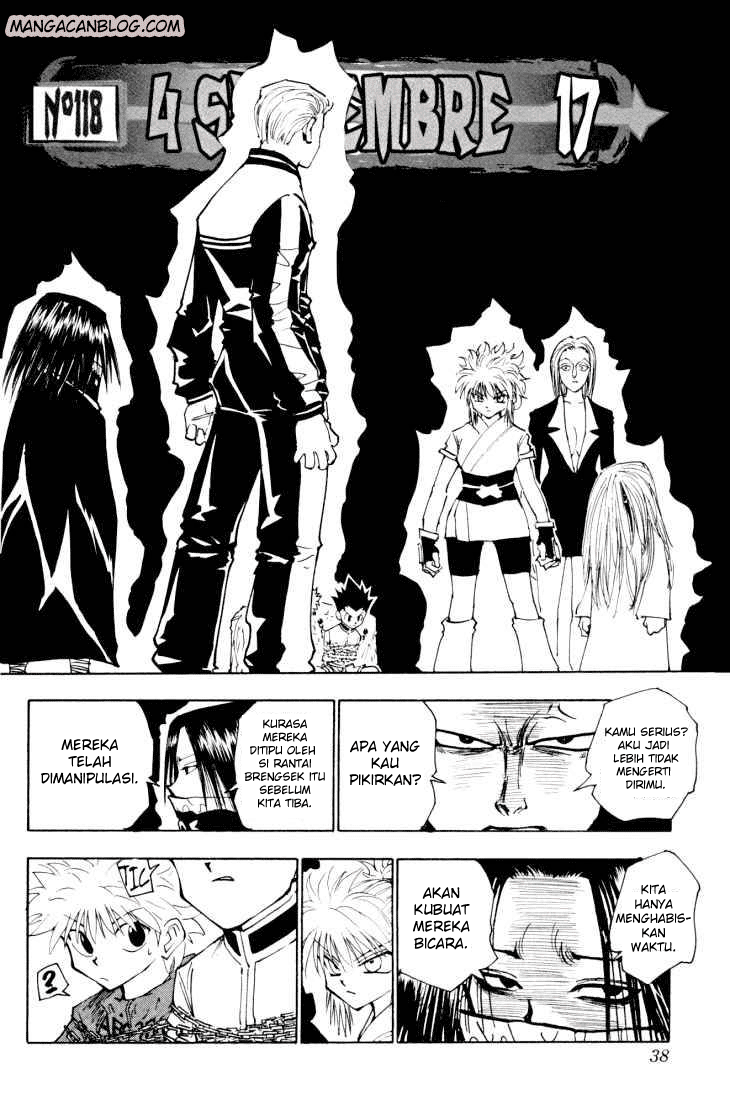 MANGACANBLOG.COM
Nº118
4 S EMBRE 17
KAMU SERIUS?
AKU JADI
LEBIH TIDAK
MENGERTI
DIRIMU.
APA YANG
KAU
PIKIRKAN?
KURASA
MEREKA
DITIPU OLEH
SI RANTAI
BRENGSEK ITU
SEBELUM
KITA TIBA.
MEREKA
TELAH
DIMANIPULASI.
KITA
HANYA
MENGHABIS-
KAN
WAKTU.
AKAN
KUBUAT
MEREKA
BICARA.
TIC
?
38